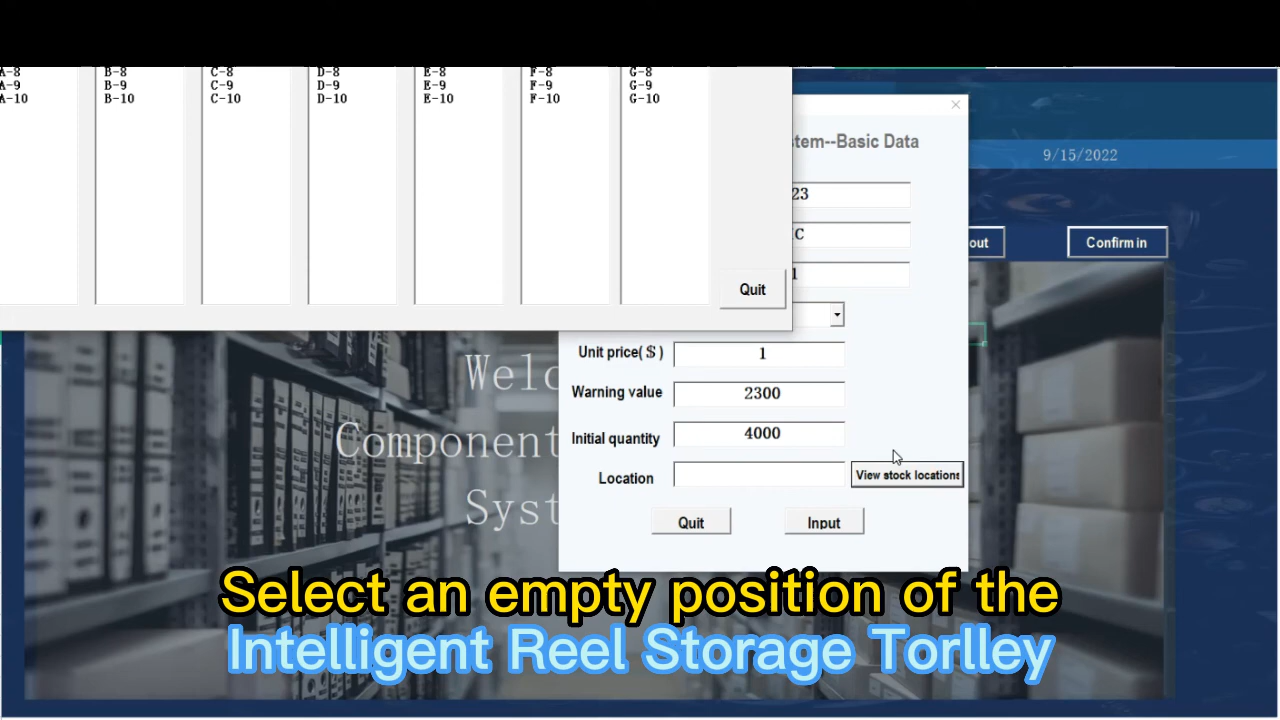 A-8 B-8 C-8 D-8 E-8 F-8 G-8
A-9 B-9 C-9 D-9 E-9 F-9 G-9
A-10 B-10 C-10 D-10 E-10 F-10 G-10
stem--Basic Data
9/15/2022
23
C
out
Confirm in
1
Quit
Unit price( $ ) 1
Warning value 2300
Initial quantity 4000
Location
View stock locations
Quit
Input
Welc
Component
Syst
Select an empty position of the
Intelligent Reel Storage Torlley